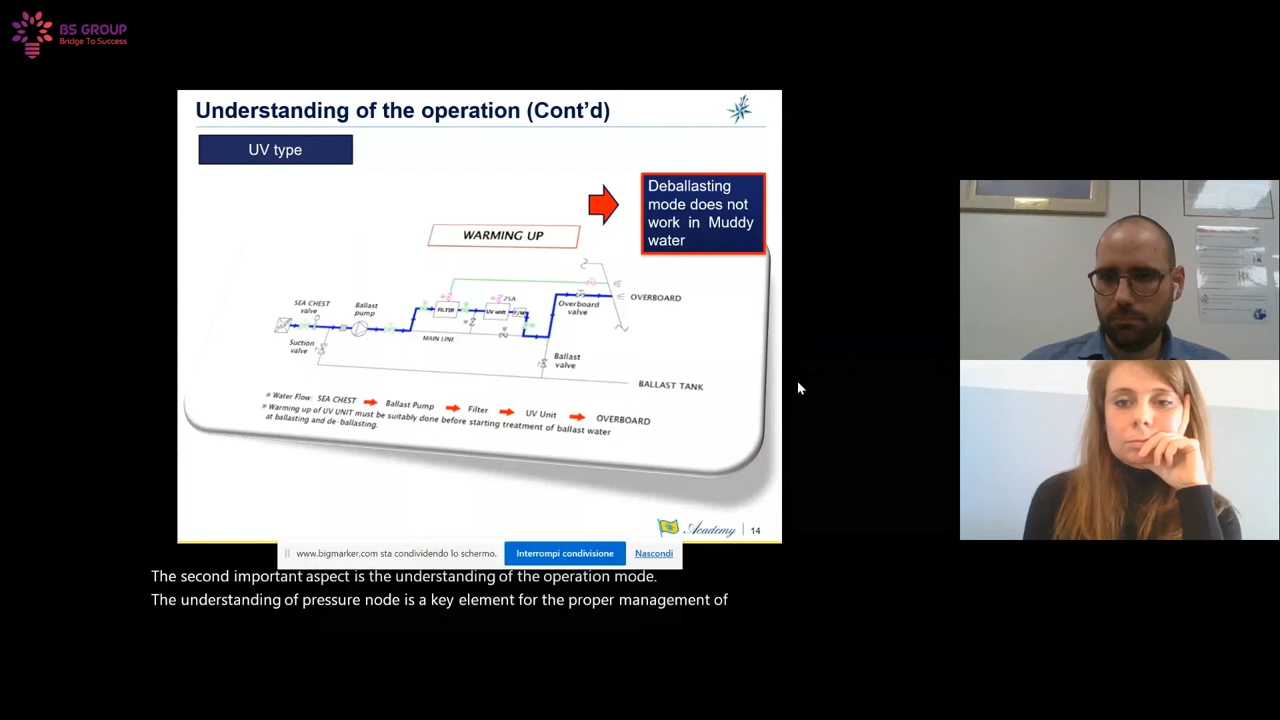 BS GROUP
Bridge To Success
Understanding of the operation (Cont'd)
UV type
Deballasting
mode does not
work in Muddy
water
WARMING UP
SEA CHEST
valve
Ballast
pump
FILTER
UV unit
25A
F/M
Overboard
valve
OVERBOARD
MAIN LINE
Suction
valve
Ballast
valve
BALLAST TANK
※ Water Flow: SEA CHEST Ballast Pump Filter UV Unit OVERBOARD
※ Warming up of UV UNIT must be suitably done before starting treatment of ballast water
at ballasting and de-ballasting.
Academy 14
www.bigmarker.com sta condividendo lo schermo. Interrompi condivisione Nascondi
The second important aspect is the understanding of the operation mode.
The understanding of pressure node is a key element for the proper management of